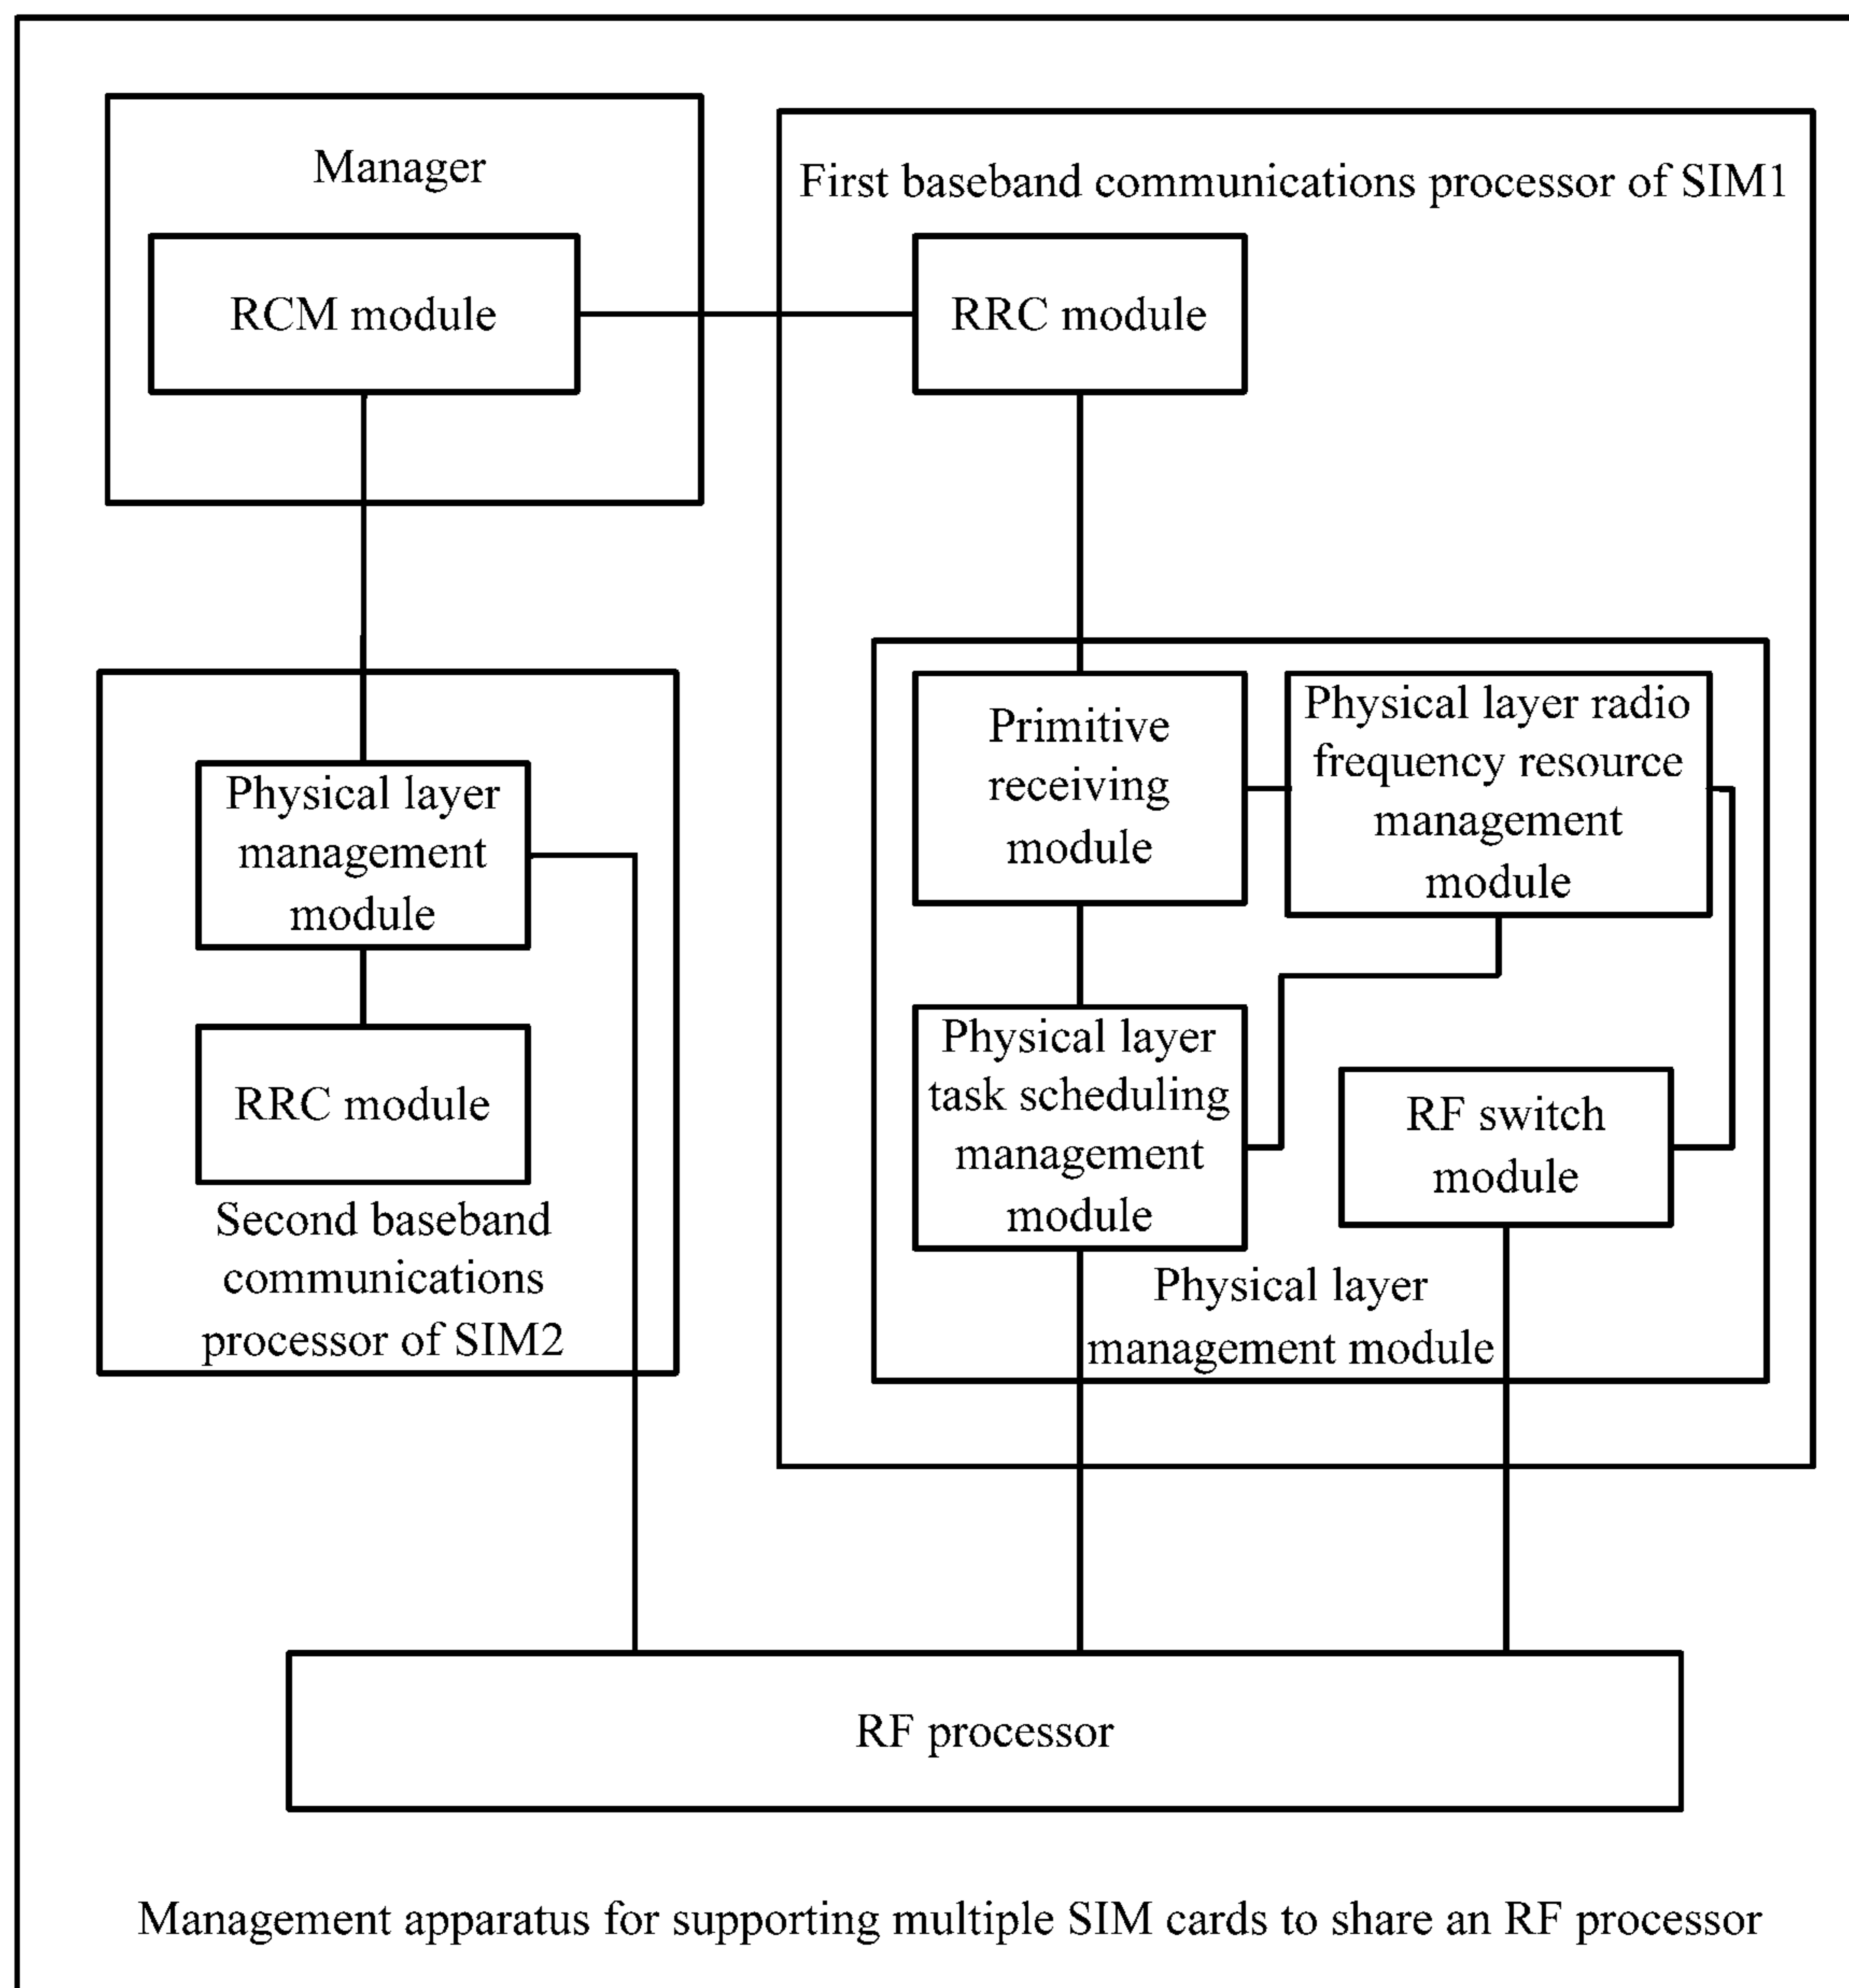 Manager
RCM module
First baseband communications processor of SIM1
RRC module
Primitive
receiving
module
Physical layer radio
frequency resource
management
module
Physical layer
task scheduling
management
module
RF switch
module
Physical layer
management module
Physical layer
management
module
RRC module
Second baseband
communications
processor of SIM2
RF processor
Management apparatus for supporting multiple SIM cards to share an RF processor